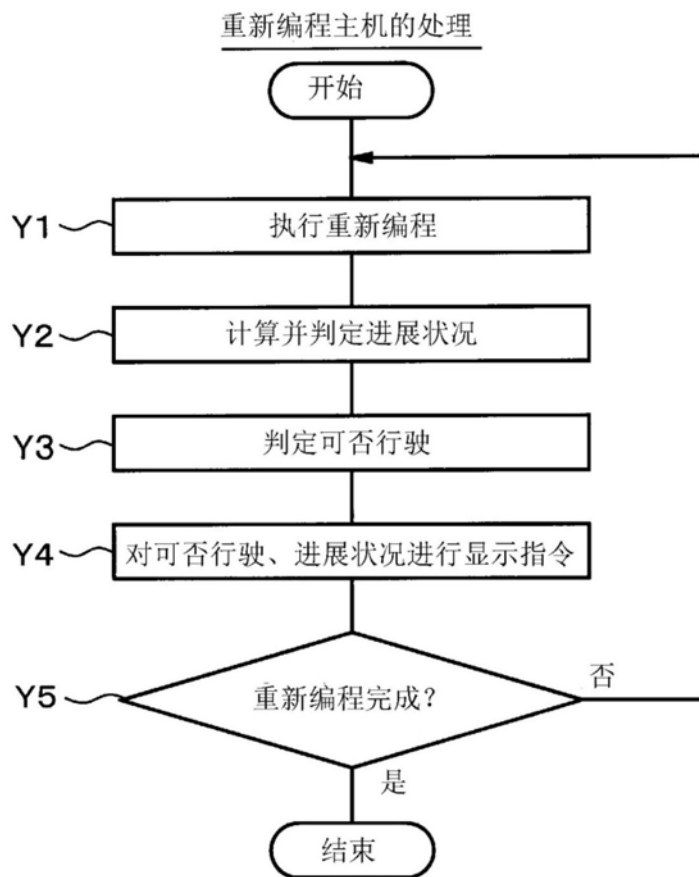 重新编程主机的处理
开始
Y1
执行重新编程
Y2
计算并判定进展状况
Y3
判定可否行驶
Y4
对可否行驶、进展状况进行显示指令
Y5
重新编程完成？
否
是
结束